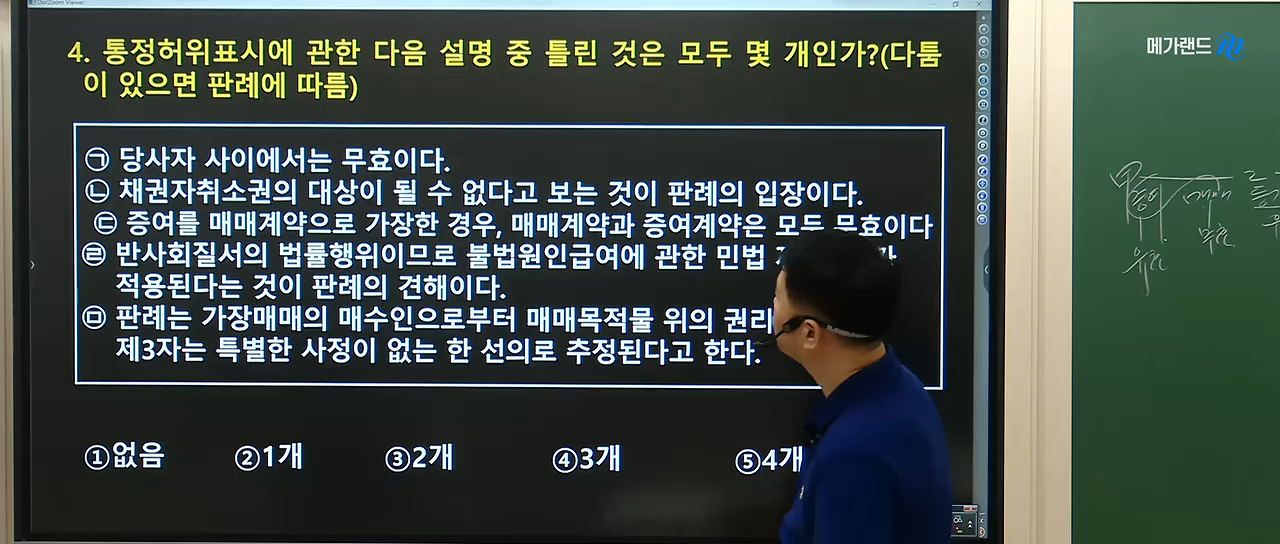 DocZoom Viewer
메가랜드
4. 통정허위표시에 관한 다음 설명 중 틀린 것은 모두 몇 개인가?(다툼
이 있으면 판례에 따름)
㉠ 당사자 사이에서는 무효이다.
㉡ 채권자취소권의 대상이 될 수 없다고 보는 것이 판례의 입장이다.
㉢ 증여를 매매계약으로 가장한 경우, 매매계약과 증여계약은 모두 무효이다
㉣ 반사회질서의 법률행위이므로 불법원인급여에 관한 민법
적용된다는 것이 판례의 견해이다.
㉤ 판례는 가장매매의 매수인으로부터 매매목적물 위의 권리
제3자는 특별한 사정이 없는 한 선의로 추정된다고 한다.
①없음 ②1개 ③2개 ④3개 ⑤4개
매매
무효